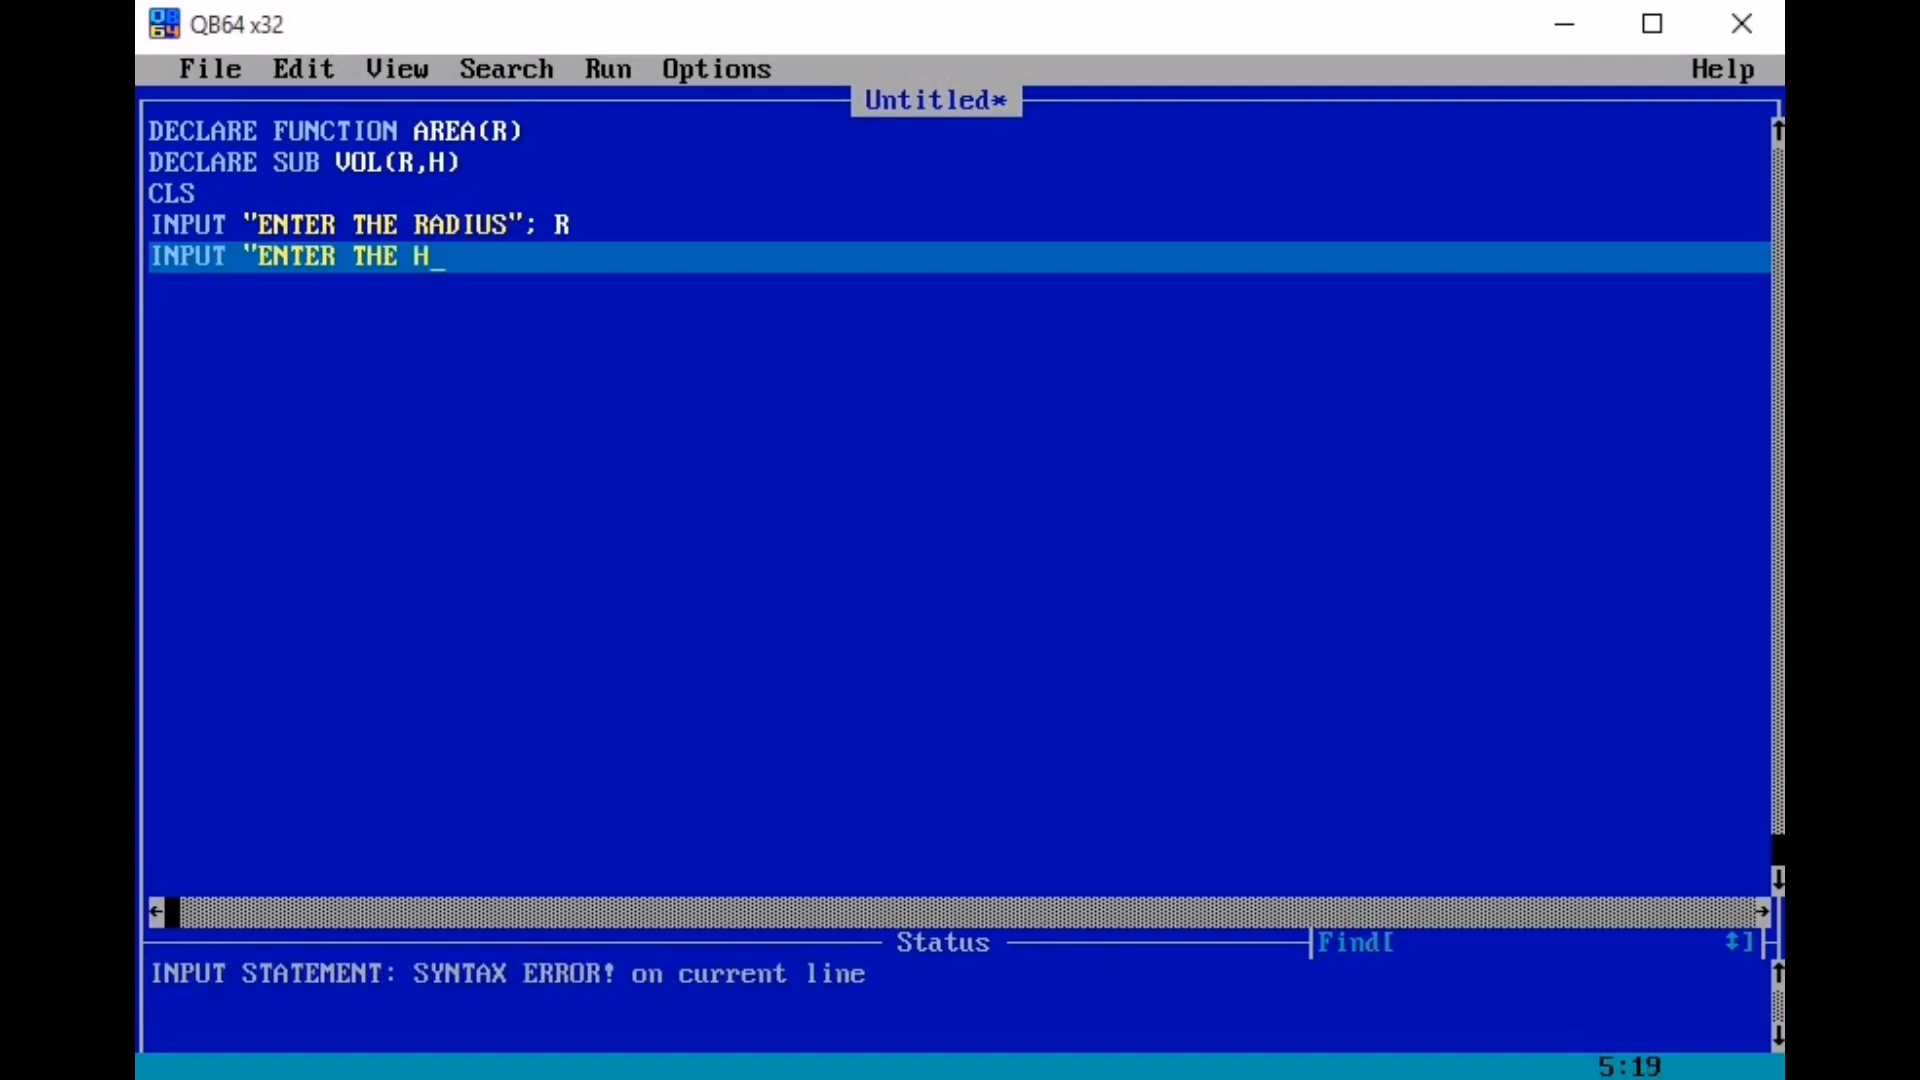 QB64 x32
File Edit View Search Run Options Help
Untitled*
DECLARE FUNCTION AREA(R)
DECLARE SUB VOL(R,H)
CLS
INPUT "ENTER THE RADIUS"; R
INPUT "ENTER THE H_
Status Find[ ↕]
INPUT STATEMENT: SYNTAX ERROR! on current line
5:19